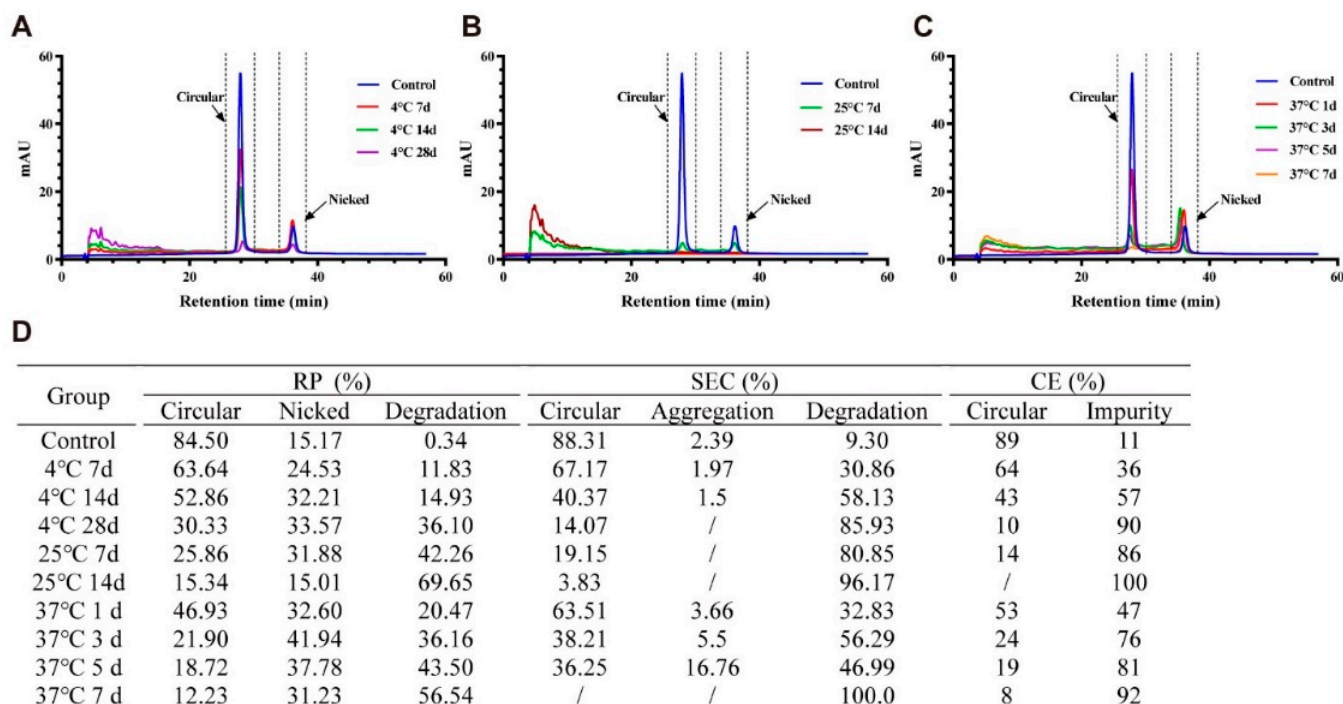 A
B
C
60
40
20
0
mAU
0 20 40 60
Retention time (min)
Circular
Nicked
Control
4°C 7d
4°C 14d
4°C 28d
60
40
20
0
mAU
0 20 40 60
Retention time (min)
Circular
Nicked
Control
25°C 7d
25°C 14d
60
40
20
0
mAU
0 20 40 60
Retention time (min)
Circular
Nicked
Control
37°C 1d
37°C 3d
37°C 5d
37°C 7d
D
Group RP (%) SEC (%) CE (%)
Circular Nicked Degradation Circular Aggregation Degradation Circular Impurity
Control 84.50 15.17 0.34 88.31 2.39 9.30 89 11
4℃ 7d 63.64 24.53 11.83 67.17 1.97 30.86 64 36
4℃ 14d 52.86 32.21 14.93 40.37 1.5 58.13 43 57
4℃ 28d 30.33 33.57 36.10 14.07 / 85.93 10 90
25℃ 7d 25.86 31.88 42.26 19.15 / 80.85 14 86
25℃ 14d 15.34 15.01 69.65 3.83 / 96.17 / 100
37℃ 1 d 46.93 32.60 20.47 63.51 3.66 32.83 53 47
37℃ 3 d 21.90 41.94 36.16 38.21 5.5 56.29 24 76
37℃ 5 d 18.72 37.78 43.50 36.25 16.76 46.99 19 81
37℃ 7 d 12.23 31.23 56.54 / / 100.0 8 92